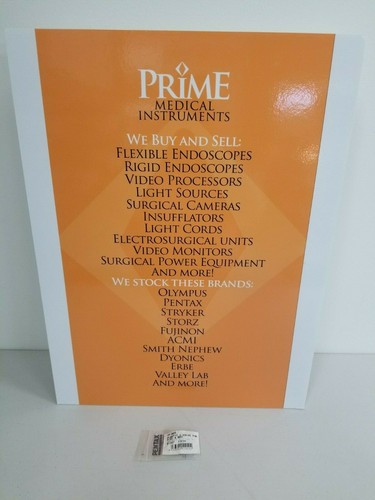 PRIME
MEDICAL
INSTRUMENTS
WE BUY AND SELL:
FLEXIBLE ENDOSCOPES
RIGID ENDOSCOPES
VIDEO PROCESSORS
LIGHT SOURCES
SURGICAL CAMERAS
INSUFFLATORS
LIGHT CORDS
ELECTROSURGICAL UNITS
VIDEO MONITORS
SURGICAL POWER EQUIPMENT
AND MORE!
WE STOCK THESE BRANDS:
OLYMPUS
PENTAX
STRYKER
STORZ
FUJINON
ACMI
SMITH NEPHEW
DYONICS
ERBE
VALLEY LAB
AND MORE!
PENTAX